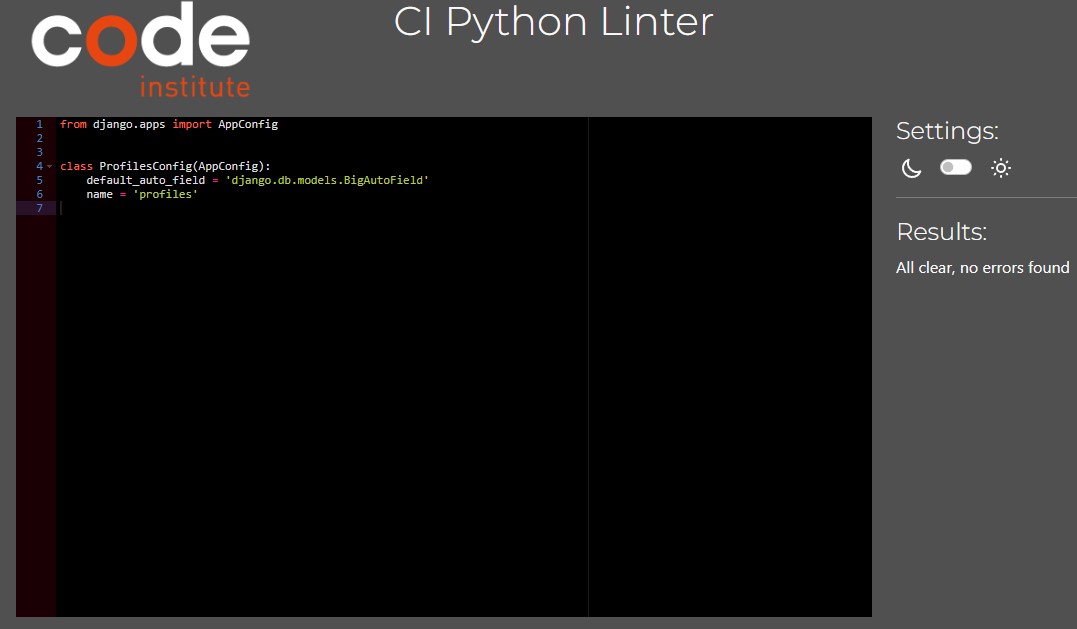 code
institute
CI Python Linter
1 from django.apps import AppConfig
2
3
4 class ProfilesConfig(AppConfig):
5     default_auto_field = 'django.db.models.BigAutoField'
6     name = 'profiles'
7
Settings:
Results:
All clear, no errors found